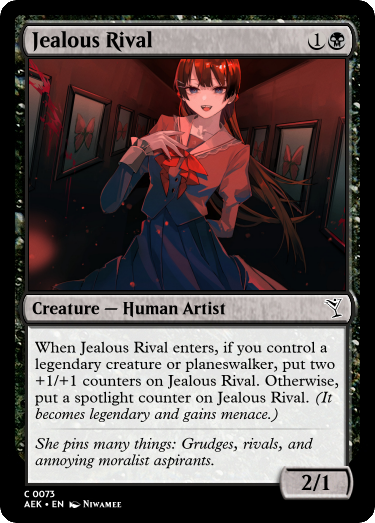 Jealous Rival 1
Creature — Human Artist
When Jealous Rival enters, if you control a
legendary creature or planeswalker, put two
+1/+1 counters on Jealous Rival. Otherwise,
put a spotlight counter on Jealous Rival. (It
becomes legendary and gains menace.)
She pins many things: Grudges, rivals, and
annoying moralist aspirants.
2/1
C 0073
AEK • EN Niwamee